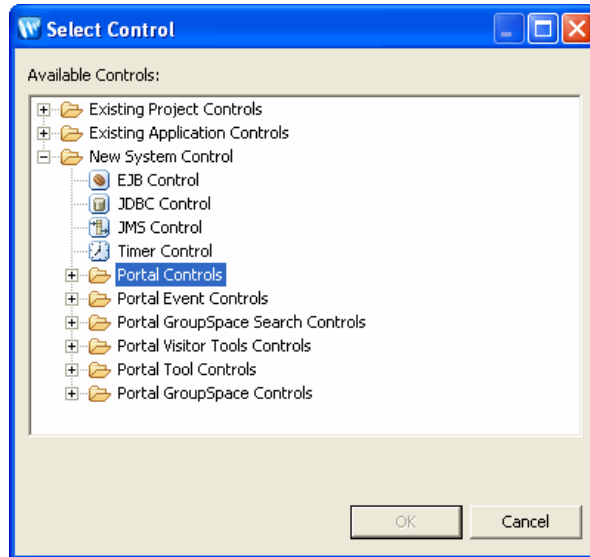 Select Control
Available Controls:
Existing Project Controls
Existing Application Controls
New System Control
EJB Control
JDBC Control
JMS Control
Timer Control
Portal Controls
Portal Event Controls
Portal GroupSpace Search Controls
Portal Visitor Tools Controls
Portal Tool Controls
Portal GroupSpace Controls
OK Cancel